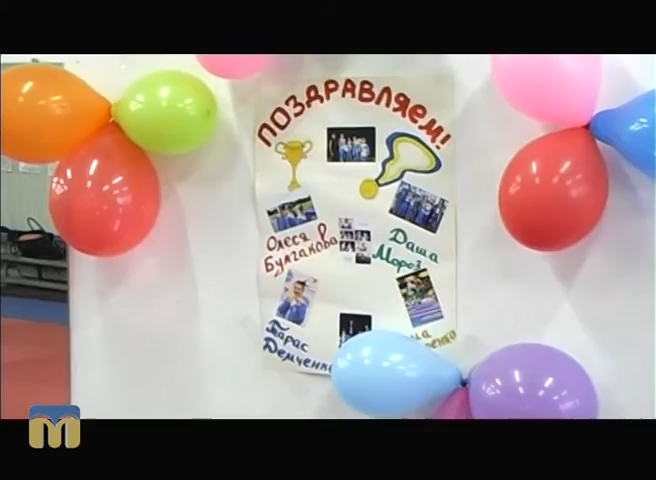 ПОЗДРАВЛЯЕМ!
Олеся
Булгакова
Даша
Мороз
Тарас
Демченко
М